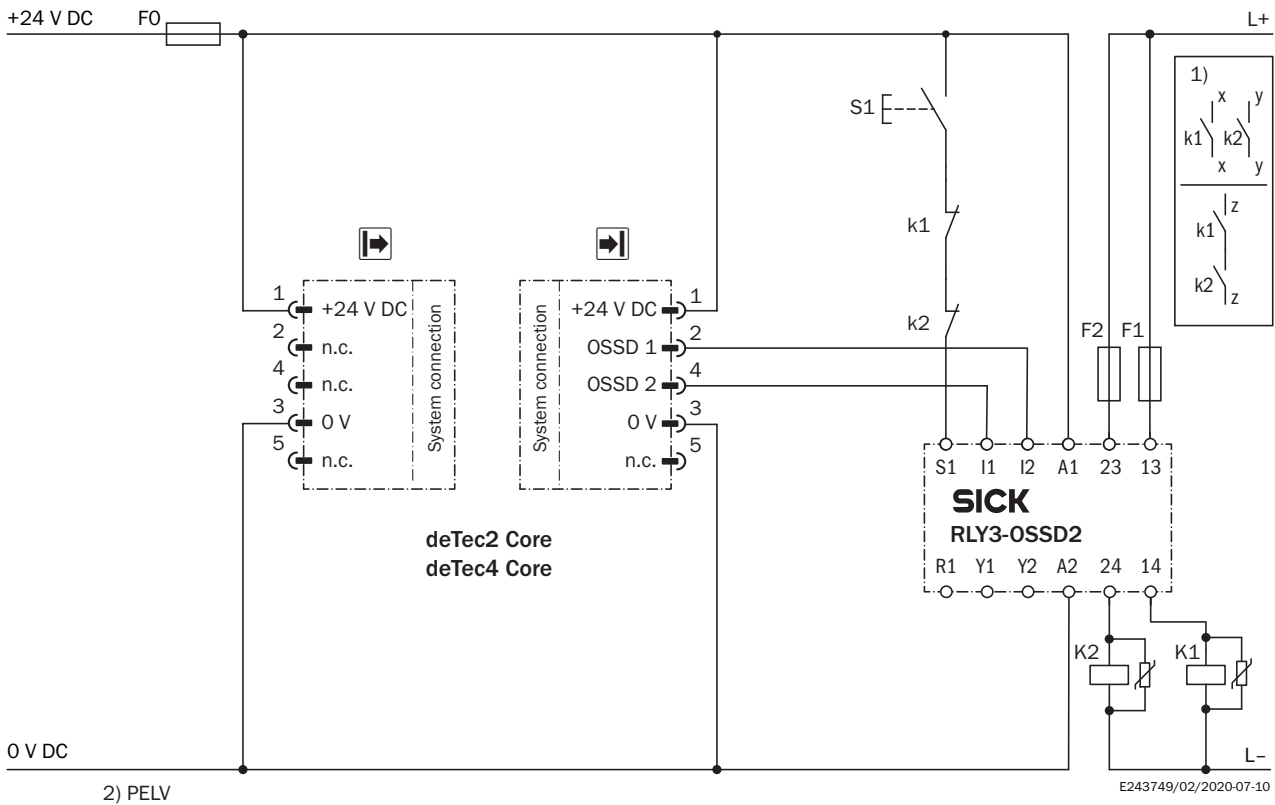 +24 V DC
F0
L+
1)
x
y
k1
k2
x
y
z
k1
k2
z
S1
k1
k2
F2
F1
1
+24 V DC
2
n.c.
4
n.c.
3
0 V
5
n.c.
System connection
System connection
+24 V DC
1
OSSD 1
2
OSSD 2
4
0 V
3
n.c.
5
deTec2 Core
deTec4 Core
S1 I1 I2 A1 23 13
SICK
RLY3-OSSD2
R1 Y1 Y2 A2 24 14
K2
K1
0 V DC
L–
2) PELV
E243749/02/2020-07-10